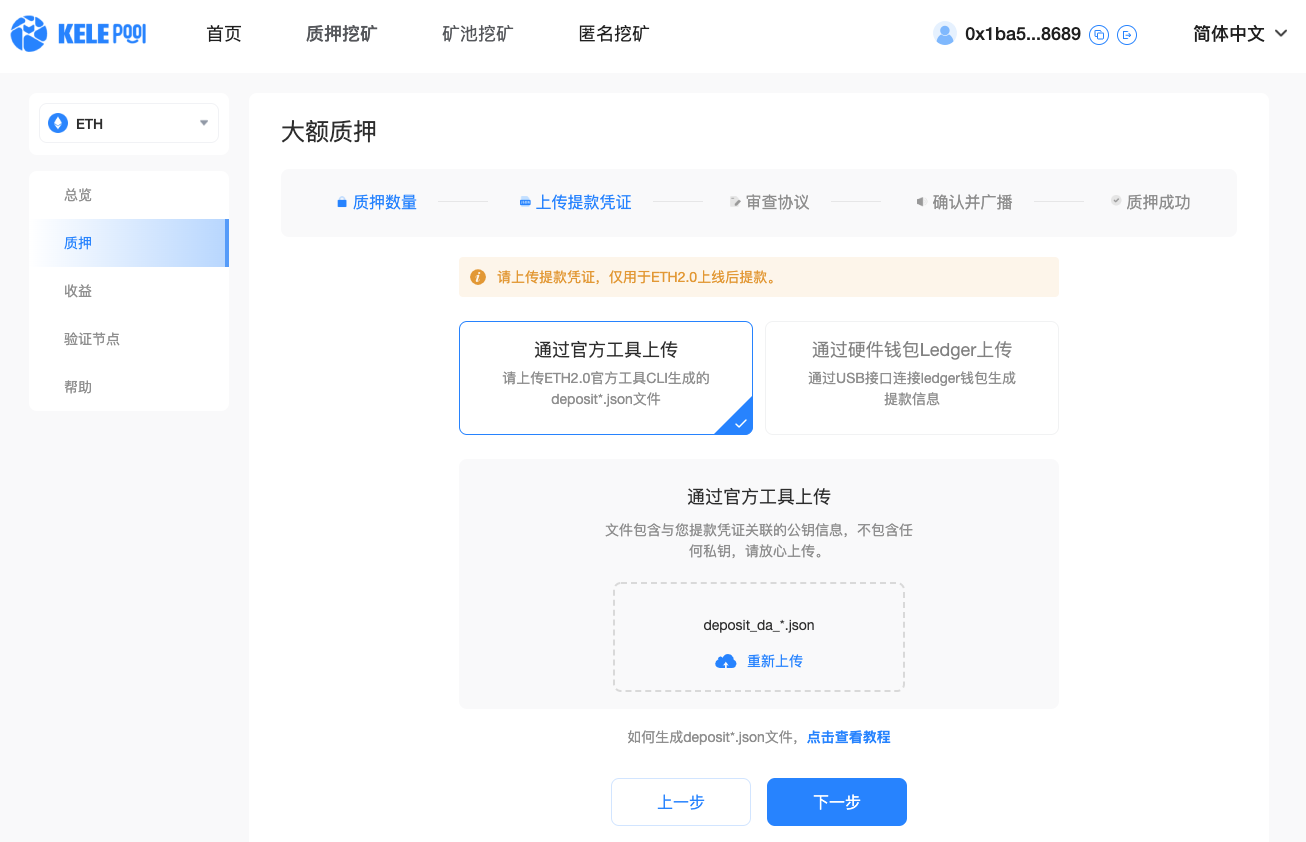 KELE POOL
首页
质押挖矿
矿池挖矿
匿名挖矿
0x1ba5...8689
简体中文
ETH
总览
质押
收益
验证节点
帮助
大额质押
质押数量
上传提款凭证
审查协议
确认并广播
质押成功
请上传提款凭证，仅用于ETH2.0上线后提款。
通过官方工具上传
请上传ETH2.0官方工具CLI生成的
deposit*.json文件
通过硬件钱包Ledger上传
通过USB接口连接ledger钱包生成
提款信息
通过官方工具上传
文件包含与您提款凭证关联的公钥信息，不包含任
何私钥，请放心上传。
deposit_da_*.json
重新上传
如何生成deposit*.json文件，点击查看教程
上一步
下一步